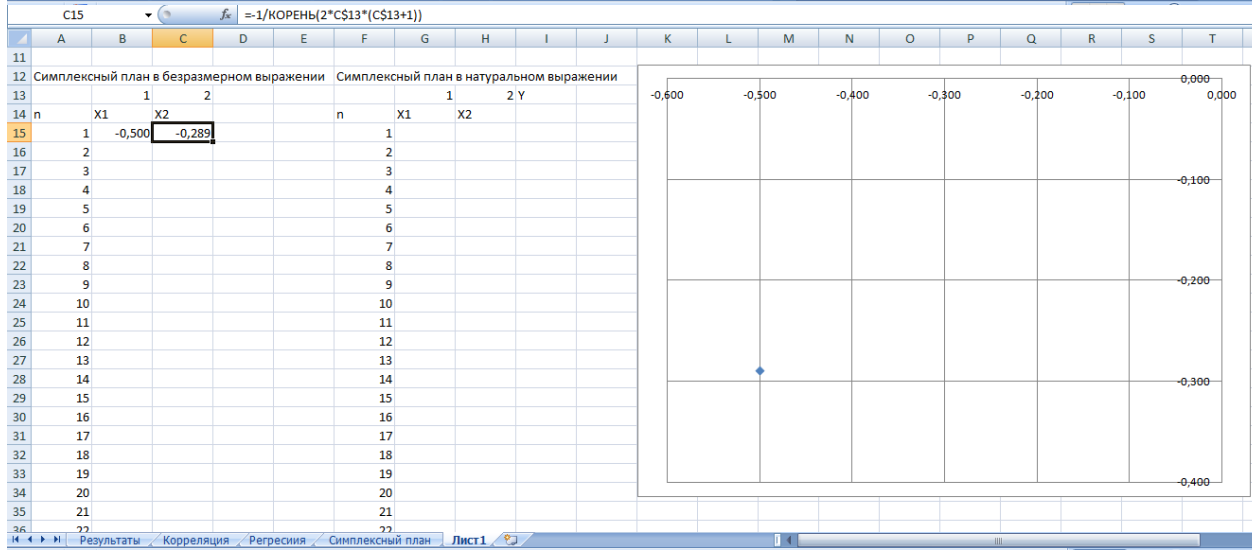 C15 fx =-1/КОРЕНЬ(2*C$13*(C$13+1))
A B C D E F G H I J K L M N O P Q R S T
11
12 Симплексный план в безразмерном выражении Симплексный план в натуральном выражении
13 1 2 1 2 Y
14 n X1 X2 n X1 X2
15 1 -0,500 -0,289 1
16 2 2
17 3 3
18 4 4
19 5 5
20 6 6
21 7 7
22 8 8
23 9 9
24 10 10
25 11 11
26 12 12
27 13 13
28 14 14
29 15 15
30 16 16
31 17 17
32 18 18
33 19 19
34 20 20
35 21 21
36 22 22
0,000
-0,600 -0,500 -0,400 -0,300 -0,200 -0,100 0,000
-0,100
-0,200
-0,300
-0,400
Результаты Корреляция Регресиия Симплексный план Лист1